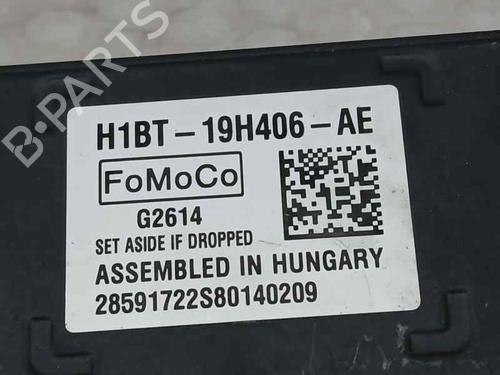 B-PARTS
H1BT-19H406-AE
FoMoCo
G2614
SET ASIDE IF DROPPED
ASSEMBLED IN HUNGARY
28591722S80140209